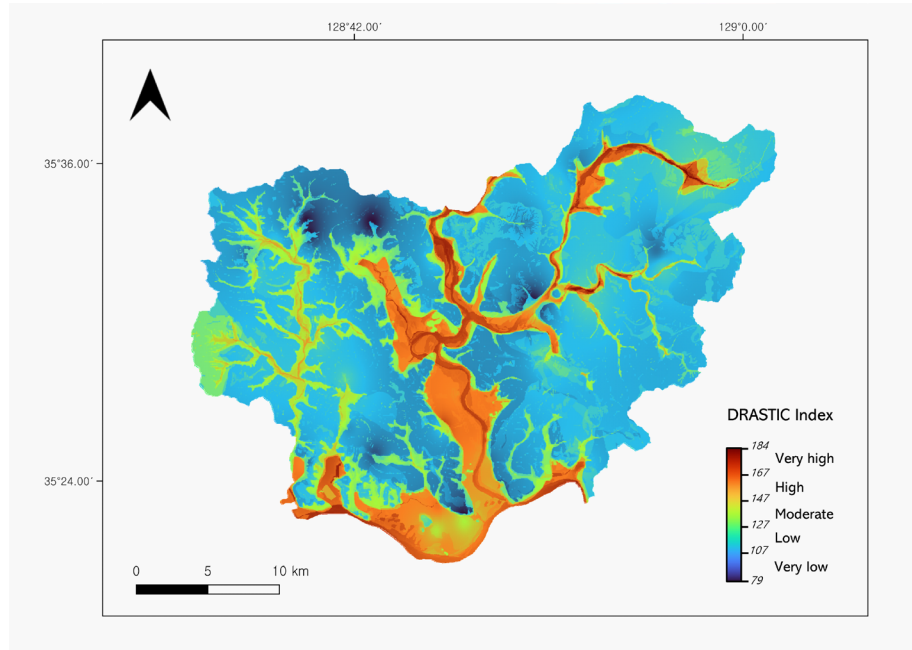 128°42.00' 129°0.00'
35°36.00'
35°24.00'
DRASTIC Index
184
Very high
167
High
147
Moderate
127
Low
107
Very low
79
0 5 10 km